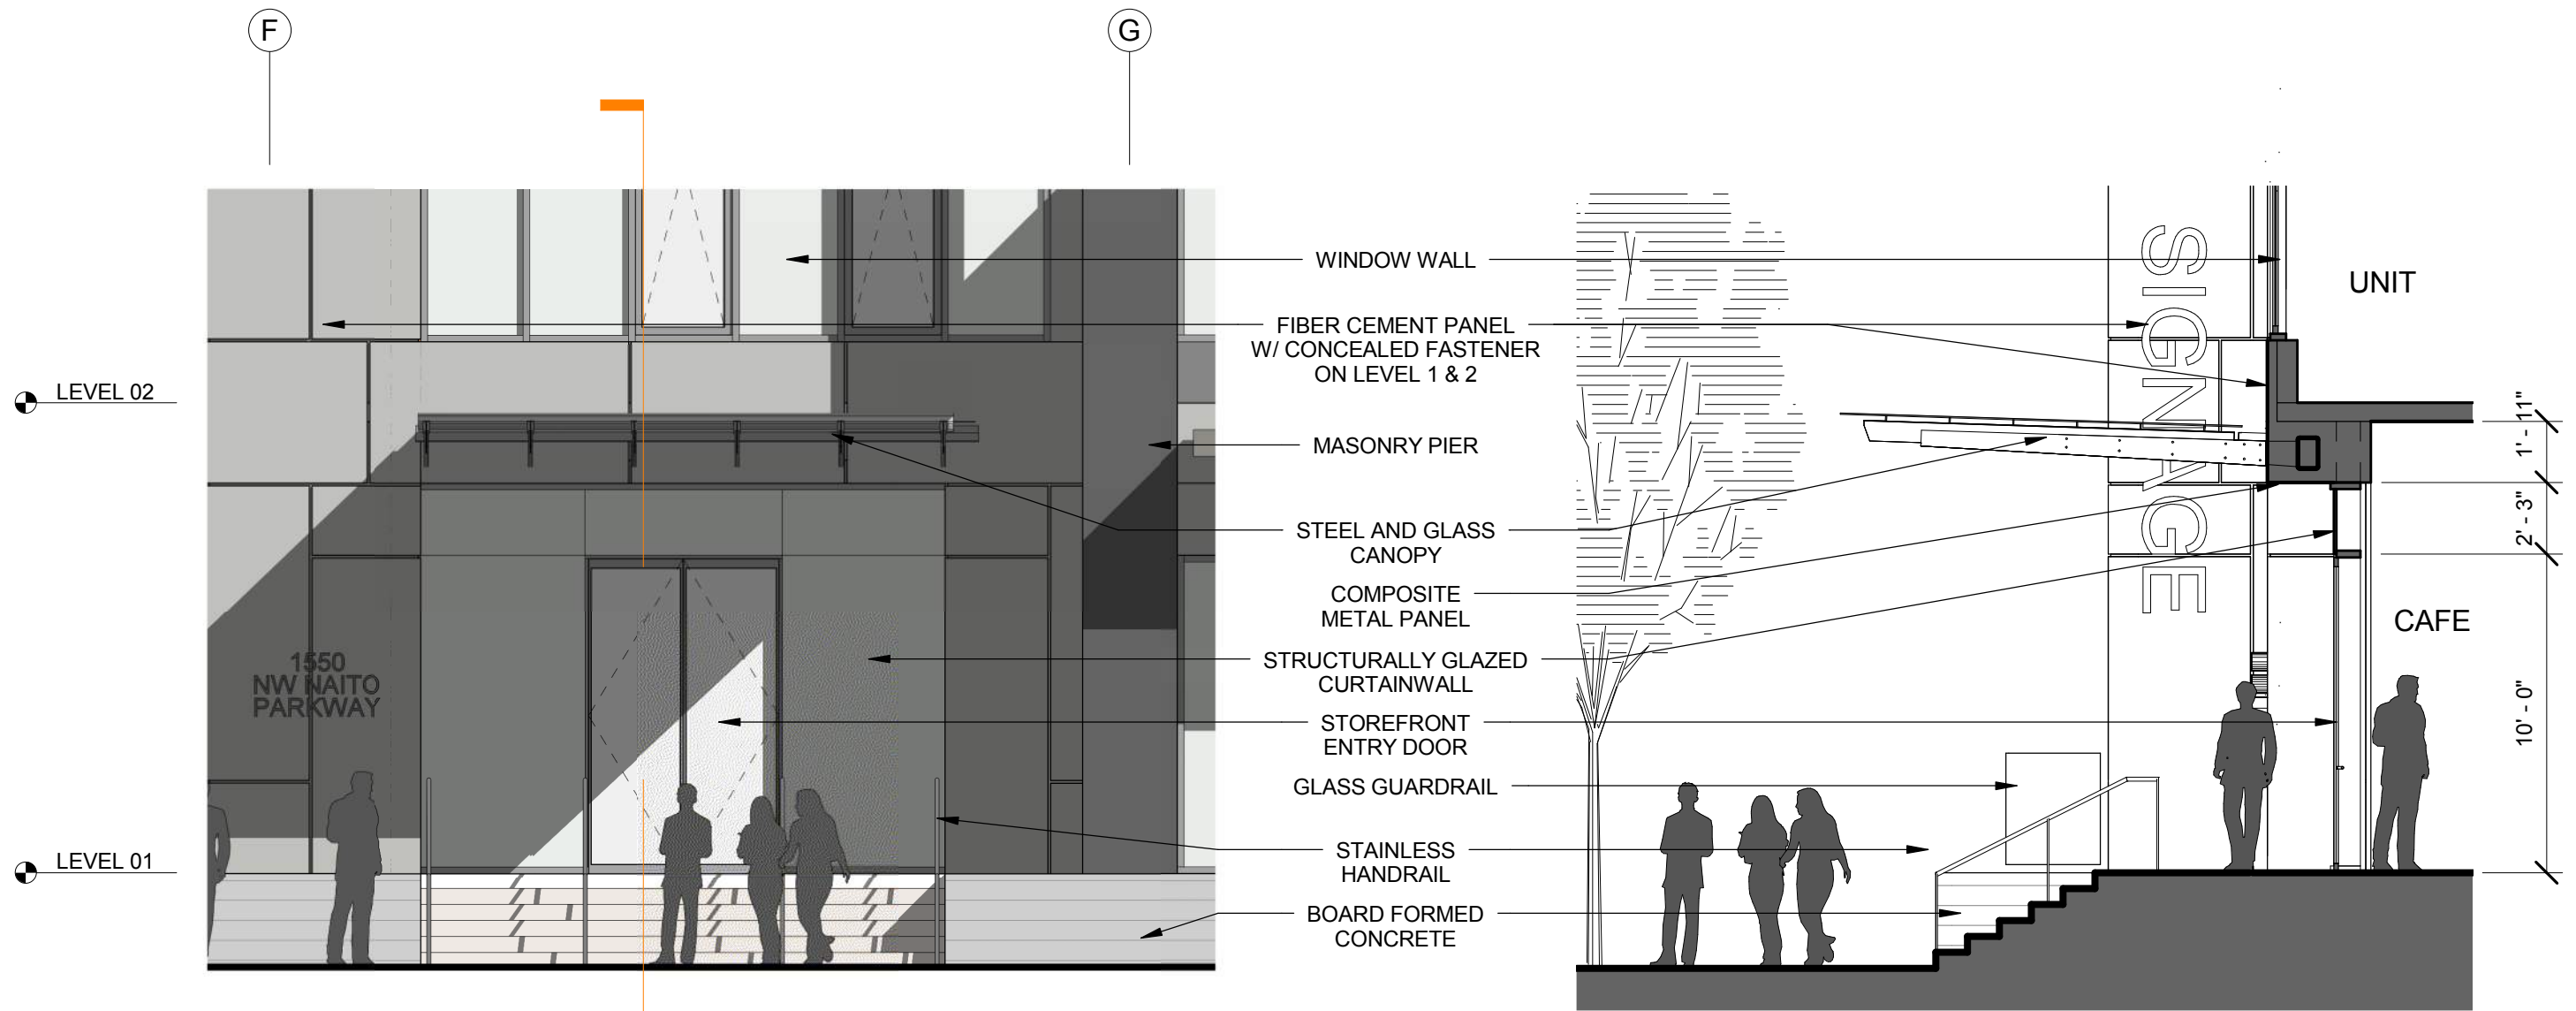 F
G
WINDOW WALL
UNIT
FIBER CEMENT PANEL
W/ CONCEALED FASTENER
ON LEVEL 1 & 2
LEVEL 02
SIGNAGE
1' - 11"
MASONRY PIER
STEEL AND GLASS
CANOPY
2' - 3"
COMPOSITE
METAL PANEL
CAFE
STRUCTURALLY GLAZED
CURTAINWALL
1550
NW NAITO
PARKWAY
STOREFRONT
ENTRY DOOR
10' - 0"
GLASS GUARDRAIL
LEVEL 01
STAINLESS
HANDRAIL
BOARD FORMED
CONCRETE